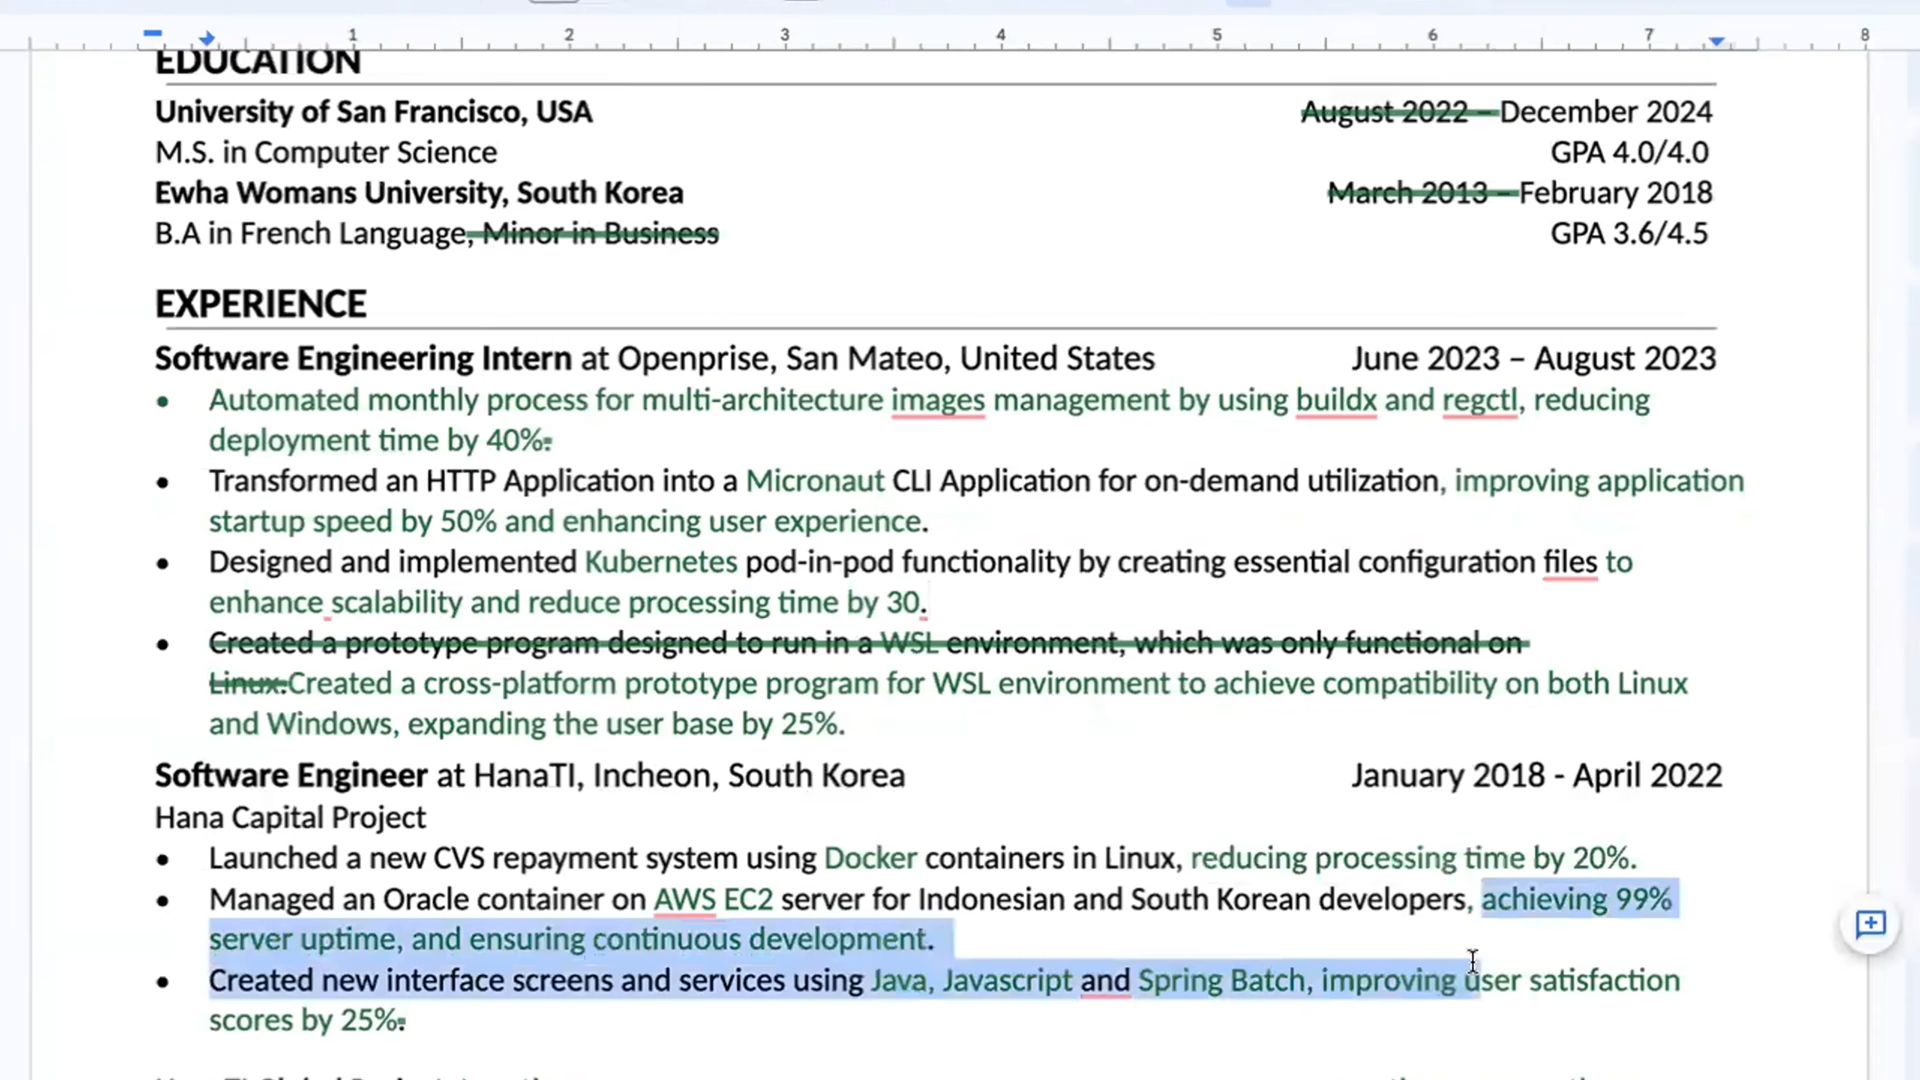 1 2 3 4 5 6 7 8
EDUCATION
University of San Francisco, USA August 2022 – December 2024
M.S. in Computer Science GPA 4.0/4.0
Ewha Womans University, South Korea March 2013 – February 2018
B.A in French Language, Minor in Business GPA 3.6/4.5
EXPERIENCE
Software Engineering Intern at Openprise, San Mateo, United States June 2023 – August 2023
• Automated monthly process for multi-architecture images management by using buildx and regctl, reducing
deployment time by 40%.
• Transformed an HTTP Application into a Micronaut CLI Application for on-demand utilization, improving application
startup speed by 50% and enhancing user experience.
• Designed and implemented Kubernetes pod-in-pod functionality by creating essential configuration files to
enhance scalability and reduce processing time by 30.
• Created a prototype program designed to run in a WSL environment, which was only functional on
Linux.Created a cross-platform prototype program for WSL environment to achieve compatibility on both Linux
and Windows, expanding the user base by 25%.
Software Engineer at HanaTI, Incheon, South Korea January 2018 - April 2022
Hana Capital Project
• Launched a new CVS repayment system using Docker containers in Linux, reducing processing time by 20%.
• Managed an Oracle container on AWS EC2 server for Indonesian and South Korean developers, achieving 99%
server uptime, and ensuring continuous development.
• Created new interface screens and services using Java, Javascript and Spring Batch, improving user satisfaction
scores by 25%.